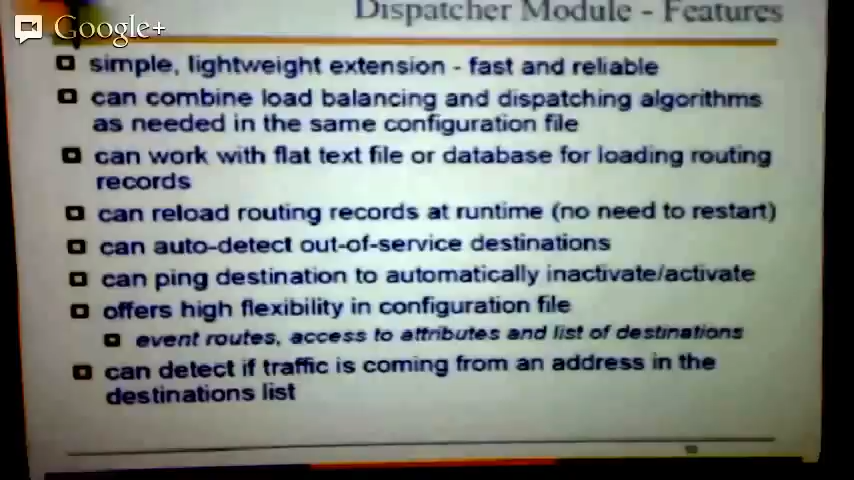 Dispatcher Module - Features
Google+
simple, lightweight extension - fast and reliable
can combine load balancing and dispatching algorithms
as needed in the same configuration file
can work with flat text file or database for loading routing
records
can reload routing records at runtime (no need to restart)
can auto-detect out-of-service destinations
can ping destination to automatically inactivate/activate
offers high flexibility in configuration file
event routes, access to attributes and list of destinations
can detect if traffic is coming from an address in the
destinations list